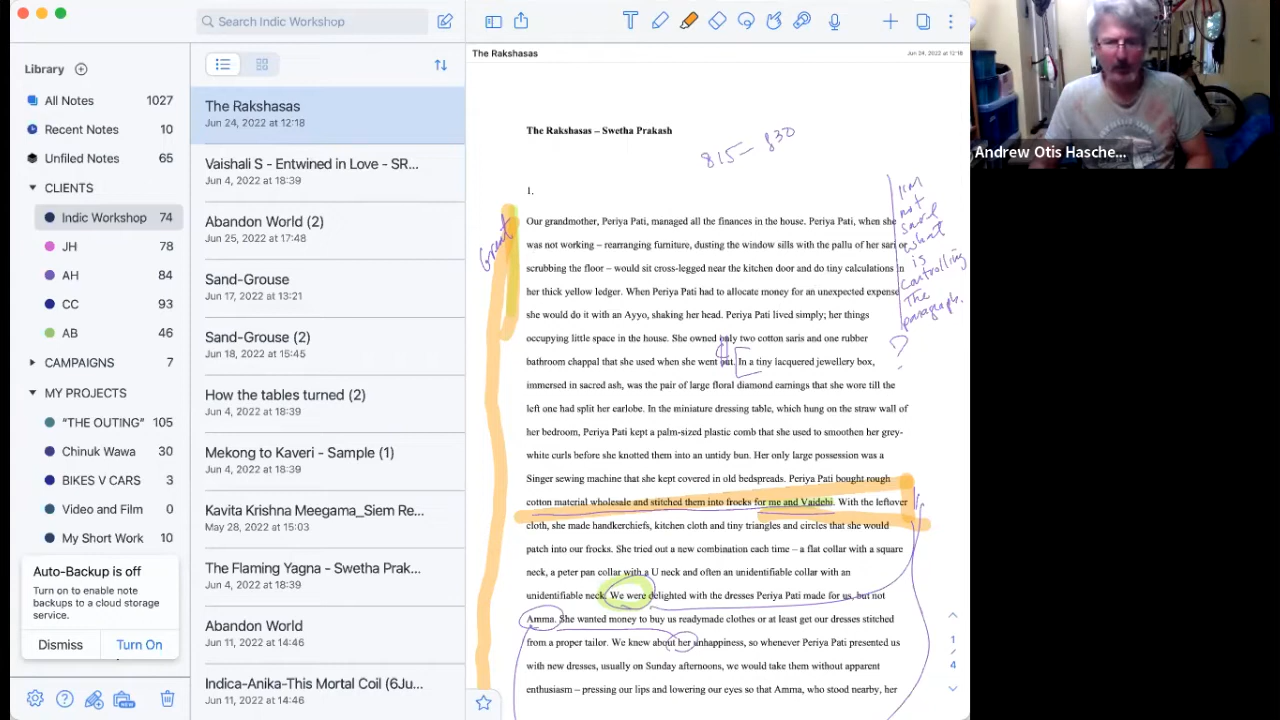 Search Indic Workshop
Library
All Notes 1027
Recent Notes 10
Unfiled Notes 65
CLIENTS
Indic Workshop 74
JH 78
AH 84
CC 93
AB 46
CAMPAIGNS 7
MY PROJECTS
“THE OUTING” 105
Chinuk Wawa 30
BIKES V CARS 3
Video and Film 0
My Short Work 10
Auto-Backup is off
Turn on to enable note
backups to a cloud storage
service.
Dismiss Turn On
The Rakshasas
Jun 24, 2022 at 12:18
Vaishali S - Entwined in Love - SR...
Jun 4, 2022 at 18:39
Abandon World (2)
Jun 25, 2022 at 17:48
Sand-Grouse
Jun 17, 2022 at 13:21
Sand-Grouse (2)
Jun 18, 2022 at 15:45
How the tables turned (2)
Jun 4, 2022 at 18:39
Mekong to Kaveri - Sample (1)
Jun 4, 2022 at 18:39
Kavita Krishna Meegama_Siem Re...
May 28, 2022 at 15:03
The Flaming Yagna - Swetha Prak...
Jun 4, 2022 at 18:39
Abandon World
Jun 11, 2022 at 14:46
Indica-Anika-This Mortal Coil (6Ju...
Jun 11, 2022 at 14:46
The Rakshasas
Jun 24, 2022 at 12:18
The Rakshasas – Swetha Prakash
815 – 830
1.
Great
Our grandmother, Periya Pati, managed all the finances in the house. Periya Pati, when she
was not working – rearranging furniture, dusting the window sills with the pallu of her sari or
scrubbing the floor – would sit cross-legged near the kitchen door and do tiny calculations in
her thick yellow ledger. When Periya Pati had to allocate money for an unexpected expense
she would do it with an Ayyo, shaking her head. Periya Pati lived simply; her things
occupying little space in the house. She owned only two cotton saris and one rubber
bathroom chappal that she used when she went out. In a tiny lacquered jewellery box,
immersed in sacred ash, was the pair of large floral diamond earrings that she wore till the
left one had split her earlobe. In the miniature dressing table, which hung on the straw wall of
her bedroom, Periya Pati kept a palm-sized plastic comb that she used to smoothen her grey-
white curls before she knotted them into an untidy bun. Her only large possession was a
Singer sewing machine that she kept covered in old bedspreads. Periya Pati bought rough
cotton material wholesale and stitched them into frocks for me and Vaidehi. With the leftover
cloth, she made handkerchiefs, kitchen cloth and tiny triangles and circles that she would
patch into our frocks. She tried out a new combination each time – a flat collar with a square
neck, a peter pan collar with a U neck and often an unidentifiable collar with an
unidentifiable neck. We were delighted with the dresses Periya Pati made for us, but not
Amma. She wanted money to buy us readymade clothes or at least get our dresses stitched
from a proper tailor. We knew about her unhappiness, so whenever Periya Pati presented us
with new dresses, usually on Sunday afternoons, we would take them without apparent
enthusiasm – pressing our lips and lowering our eyes so that Amma, who stood nearby, her
I'm
not
sure
what
is
controlling
the
paragraph.
?
1
/
4
Andrew Otis Hasche...